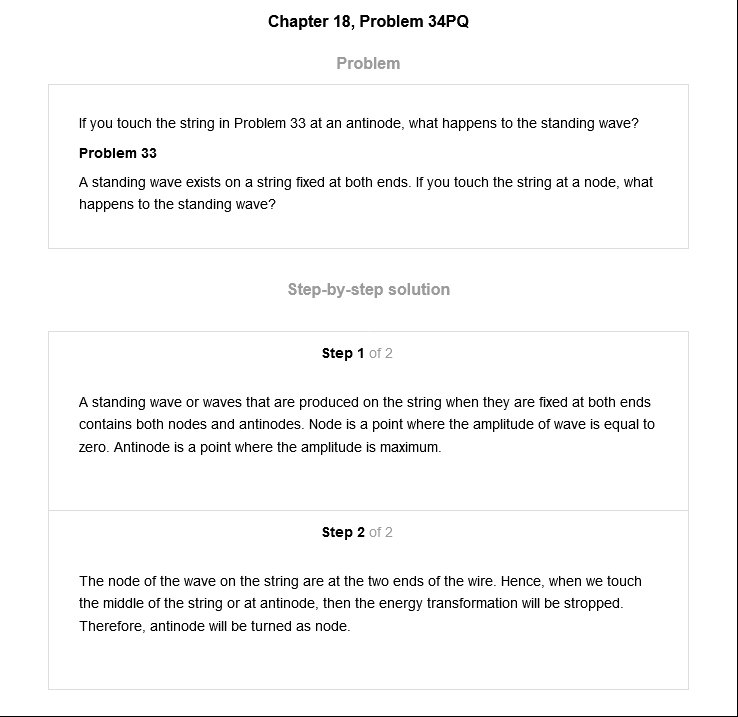 Chapter 18, Problem 34PQ
Problem
If you touch the string in Problem 33 at an antinode, what happens to the standing wave?
Problem 33
A standing wave exists on a string fixed at both ends. If you touch the string at a node, what
happens to the standing wave?
Step-by-step solution
Step 1 of 2
A standing wave or waves that are produced on the string when they are fixed at both ends
contains both nodes and antinodes. Node is a point where the amplitude of wave is equal to
zero. Antinode is a point where the amplitude is maximum.
Step 2 of 2
The node of the wave on the string are at the two ends of the wire. Hence, when we touch
the middle of the string or at antinode, then the energy transformation will be stropped.
Therefore, antinode will be turned as node.